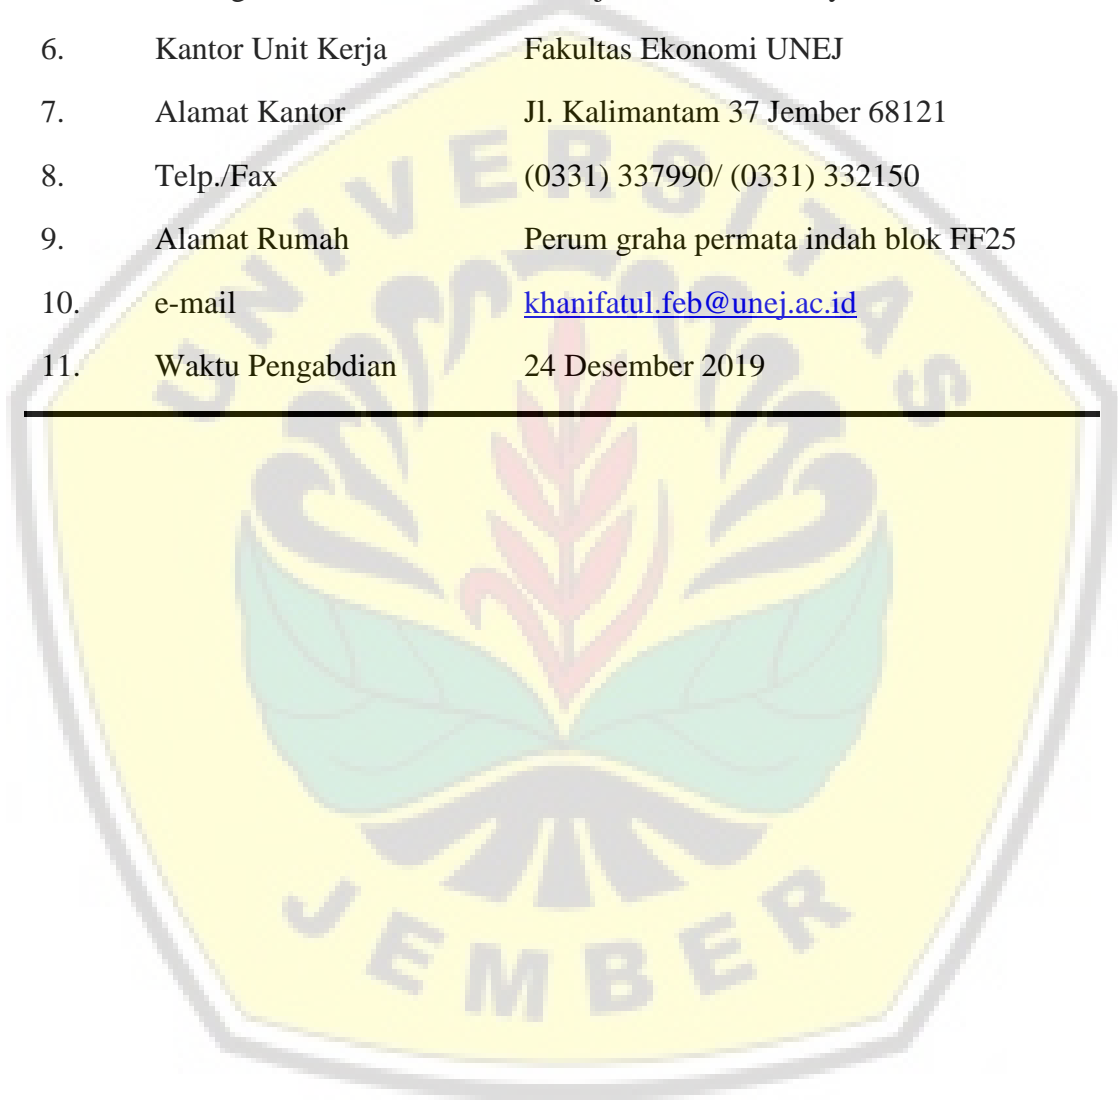 6. Kantor Unit Kerja Fakultas Ekonomi UNEJ
7. Alamat Kantor Jl. Kalimantam 37 Jember 68121
8. Telp./Fax (0331) 337990/ (0331) 332150
9. Alamat Rumah Perum graha permata indah blok FF25
10. e-mail khanifatul.feb@unej.ac.id
11. Waktu Pengabdian 24 Desember 2019
UNIVERSITAS
JEMBER